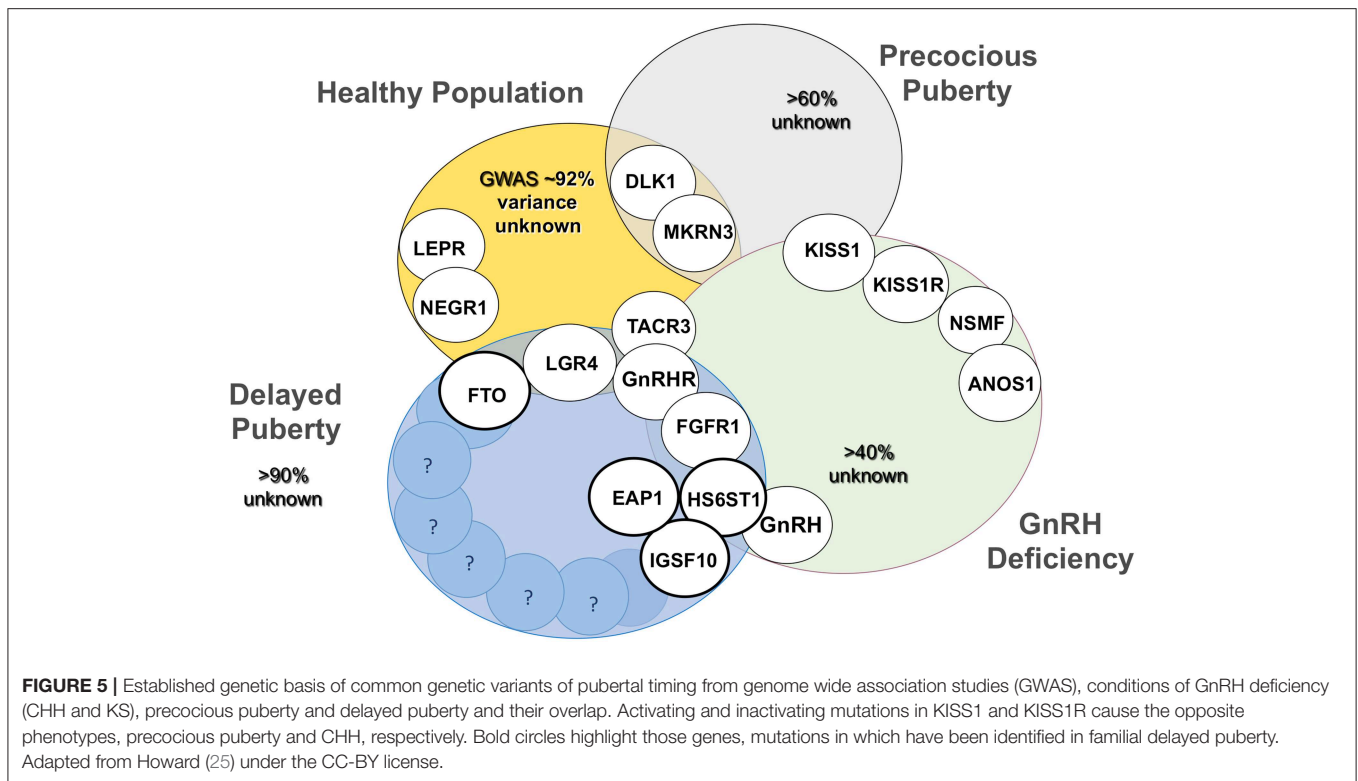 Precocious
Puberty
Healthy Population
>60%
unknown
GWAS ~92%
variance
unknown
DLK1
MKRN3
LEPR
NEGR1
KISS1
KISS1R
NSMF
ANOS1
TACR3
LGR4
GnRHR
FTO
FGFR1
Delayed
Puberty
>90%
unknown
?
?
?
?
?
EAP1
HS6ST1
IGSF10
GnRH
>40%
unknown
GnRH
Deficiency
FIGURE 5 | Established genetic basis of common genetic variants of pubertal timing from genome wide association studies (GWAS), conditions of GnRH deficiency
(CHH and KS), precocious puberty and delayed puberty and their overlap. Activating and inactivating mutations in KISS1 and KISS1R cause the opposite
phenotypes, precocious puberty and CHH, respectively. Bold circles highlight those genes, mutations in which have been identified in familial delayed puberty.
Adapted from Howard (25) under the CC-BY license.